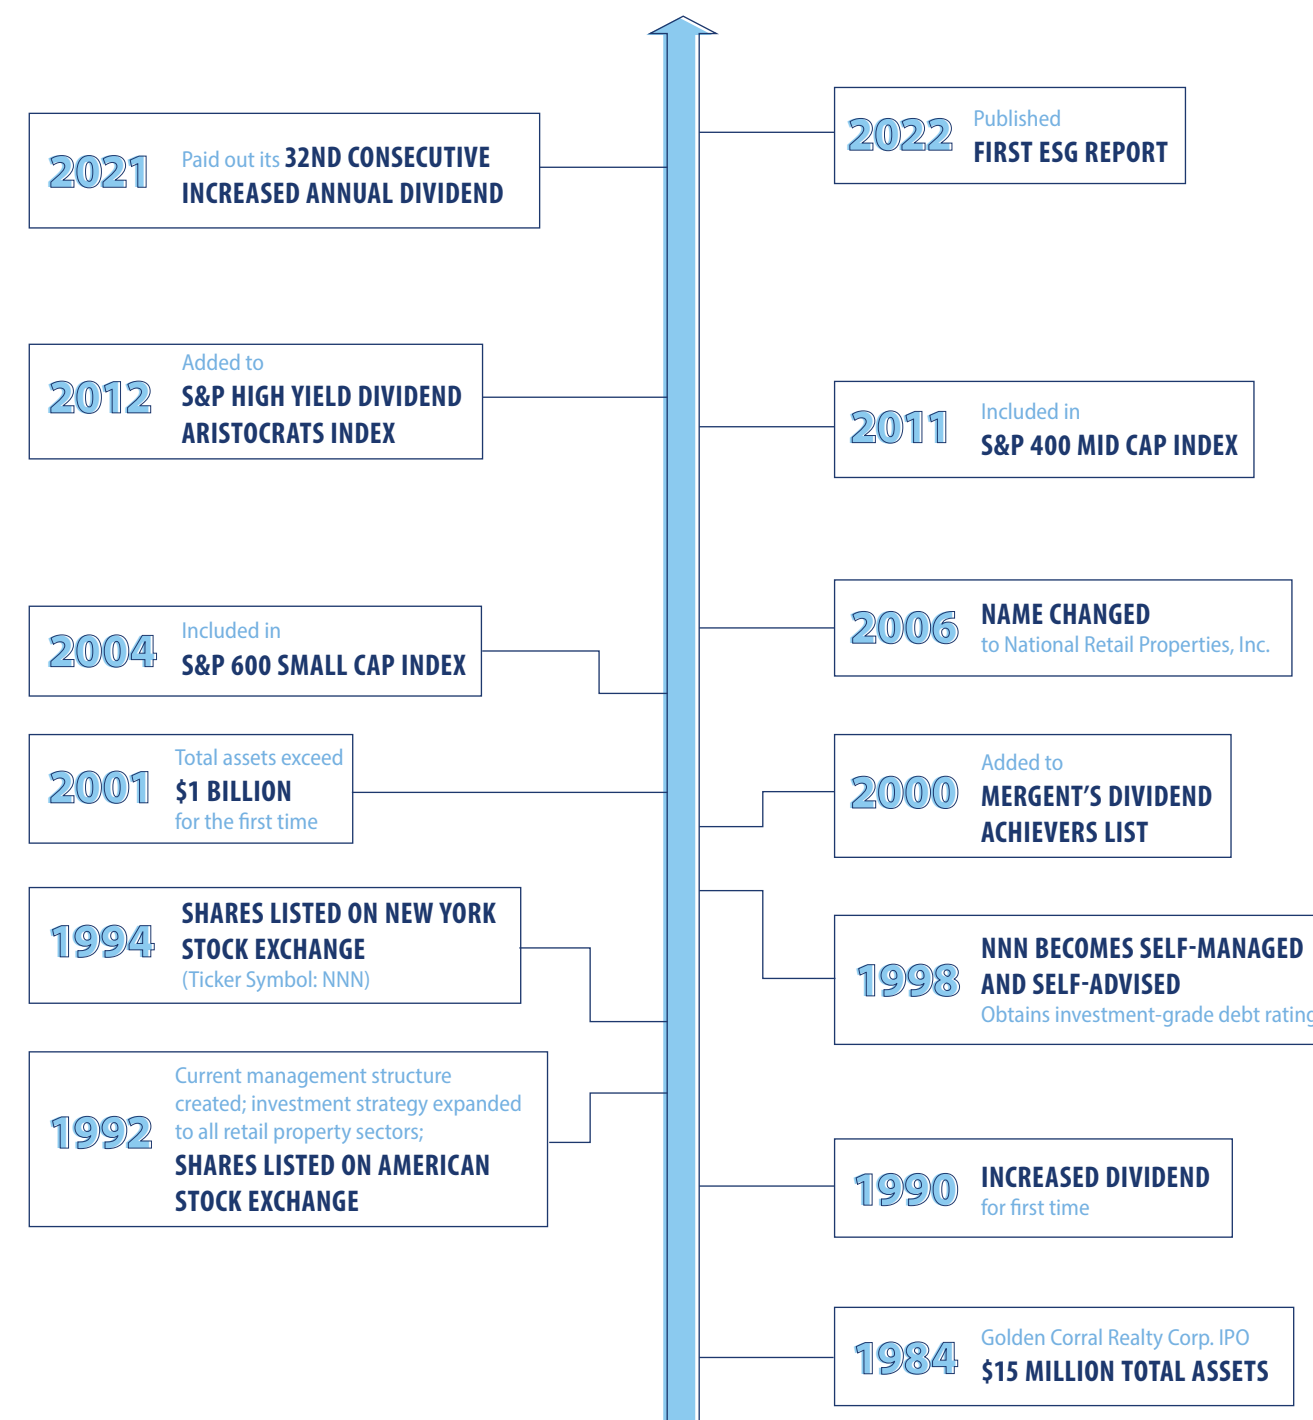 2022
Published
FIRST ESG REPORT
2021
Paid out its 32ND CONSECUTIVE
INCREASED ANNUAL DIVIDEND
2012
Added to
S&P HIGH YIELD DIVIDEND
ARISTOCRATS INDEX
2011
Included in
S&P 400 MID CAP INDEX
2006
NAME CHANGED
to National Retail Properties, Inc.
2004
Included in
S&P 600 SMALL CAP INDEX
2001
Total assets exceed
$1 BILLION
for the first time
2000
Added to
MERGENT'S DIVIDEND
ACHIEVERS LIST
1998
NNN BECOMES SELF-MANAGED
AND SELF-ADVISED
Obtains investment-grade debt rating
1994
SHARES LISTED ON NEW YORK
STOCK EXCHANGE
(Ticker Symbol: NNN)
1992
Current management structure
created; investment strategy expanded
to all retail property sectors;
SHARES LISTED ON AMERICAN
STOCK EXCHANGE
1990
INCREASED DIVIDEND
for first time
1984
Golden Corral Realty Corp. IPO
$15 MILLION TOTAL ASSETS